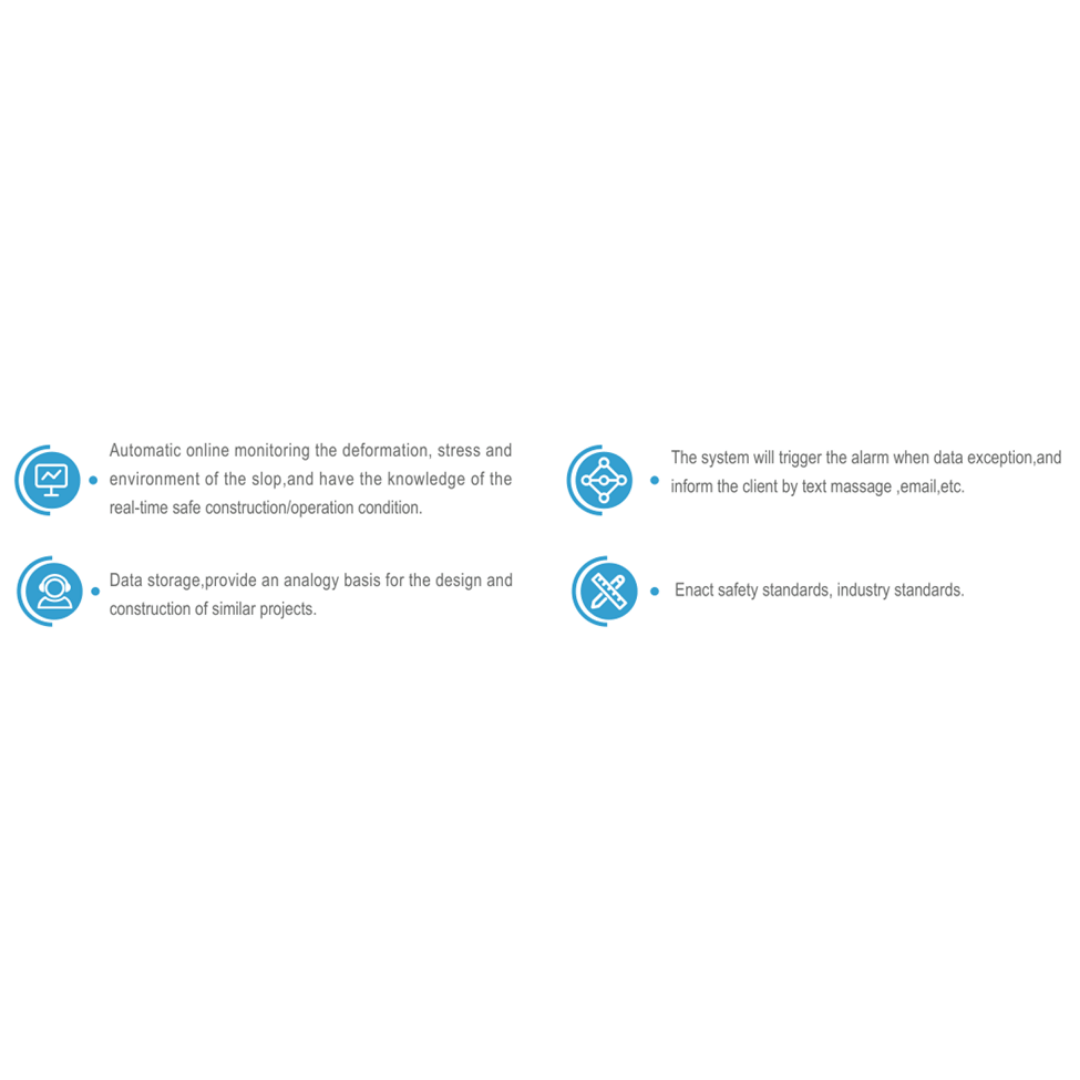 Automatic online monitoring the deformation, stress and
environment of the slop,and have the knowledge of the
real-time safe construction/operation condition.
The system will trigger the alarm when data exception,and
inform the client by text massage ,email,etc.
Data storage,provide an analogy basis for the design and
construction of similar projects.
Enact safety standards, industry standards.